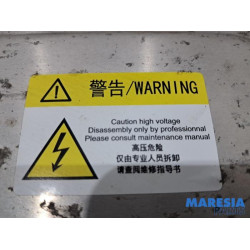 警告/WARNING
Caution high voltage
Disassembly only by professionnal
Please consult maintenance manual
高压危险
仅由专业人员拆卸
请查阅维修指导书
MARESIA